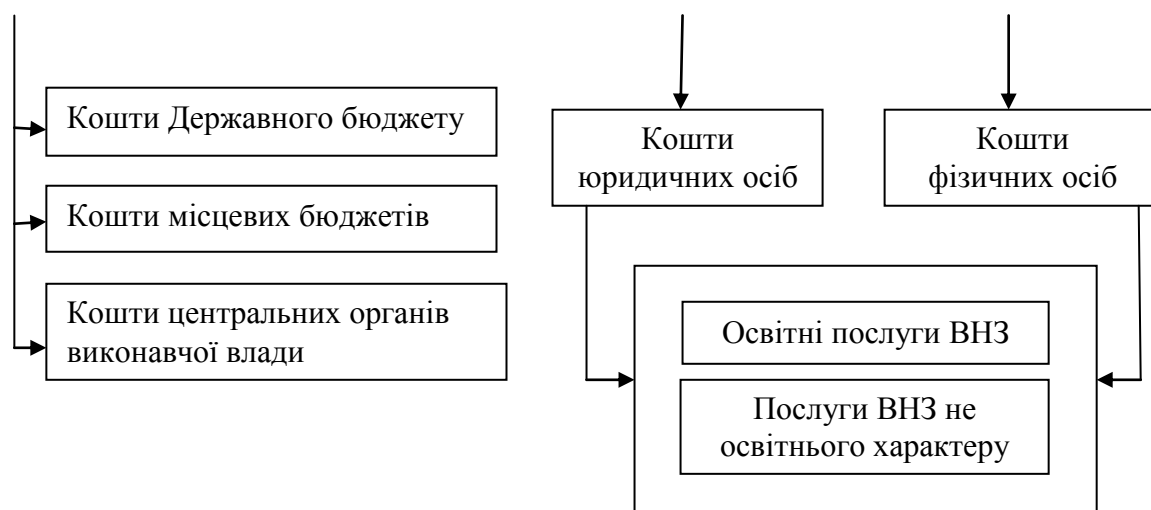 Кошти Державного бюджету
Кошти місцевих бюджетів
Кошти центральних органів
виконавчої влади
Кошти
юридичних осіб
Кошти
фізичних осіб
Освітні послуги ВНЗ
Послуги ВНЗ не
освітнього характеру